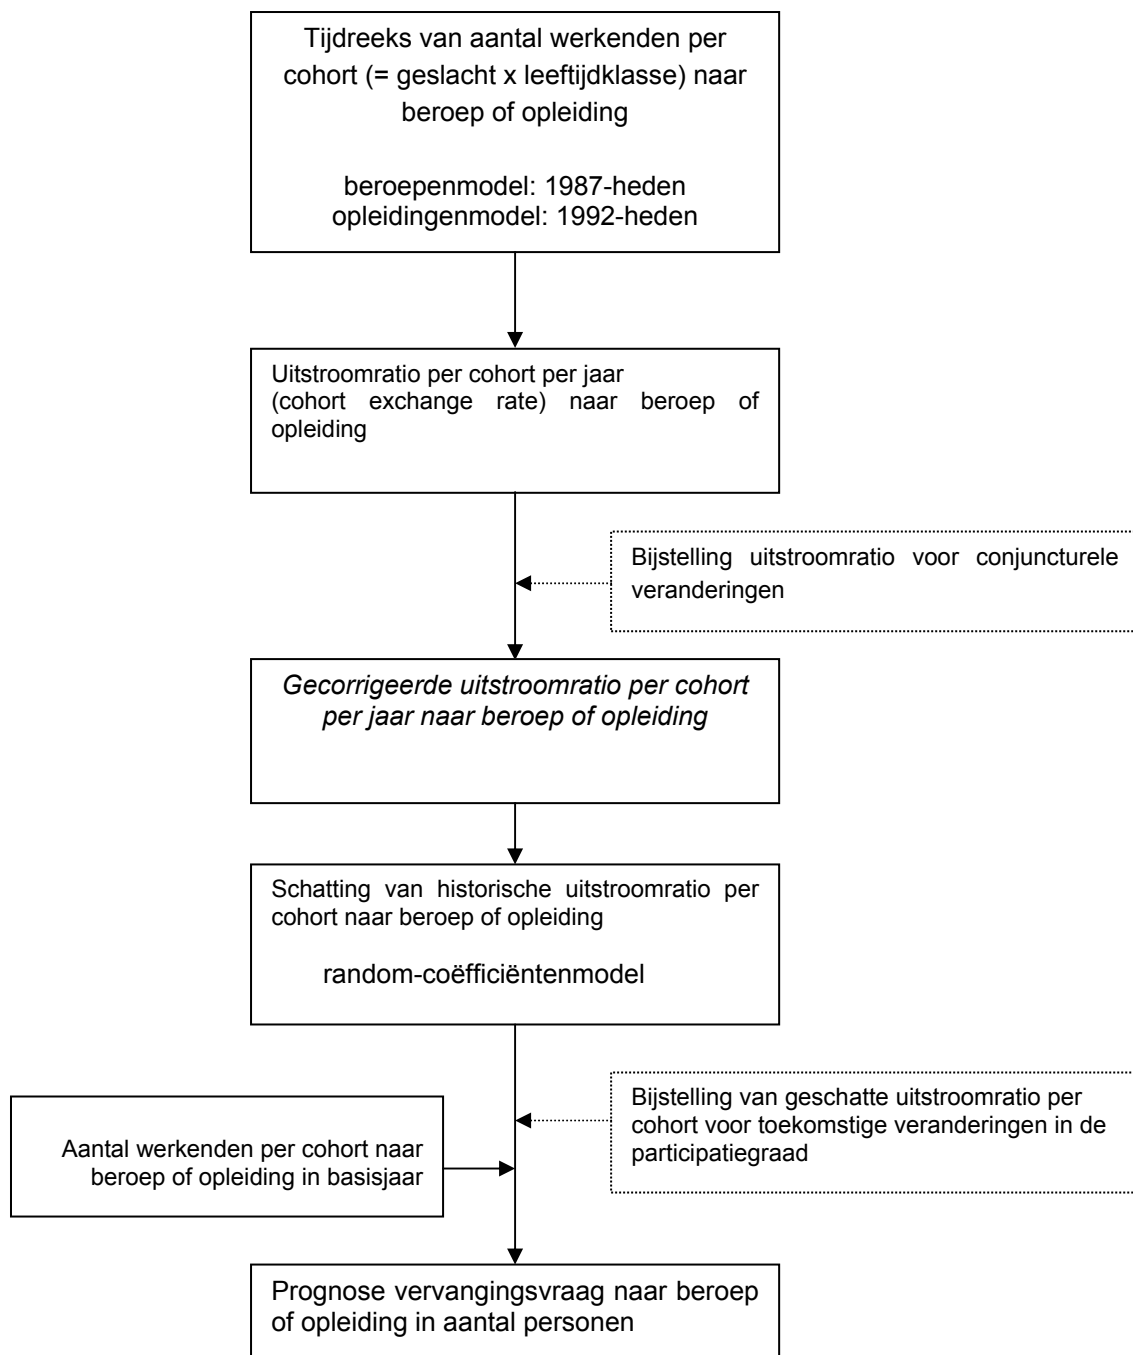 Tijdreeks van aantal werkenden per
cohort (= geslacht x leeftijdklasse) naar
beroep of opleiding
beroepenmodel: 1987-heden
opleidingenmodel: 1992-heden
Uitstroomratio per cohort per jaar
(cohort exchange rate) naar beroep of
opleiding
Bijstelling uitstroomratio voor conjuncturele
veranderingen
Gecorrigeerde uitstroomratio per cohort
per jaar naar beroep of opleiding
Schatting van historische uitstroomratio per
cohort naar beroep of opleiding
random-coëfficiëntenmodel
Bijstelling van geschatte uitstroomratio per
cohort voor toekomstige veranderingen in de
participatiegraad
Aantal werkenden per cohort naar
beroep of opleiding in basisjaar
Prognose vervangingsvraag naar beroep
of opleiding in aantal personen